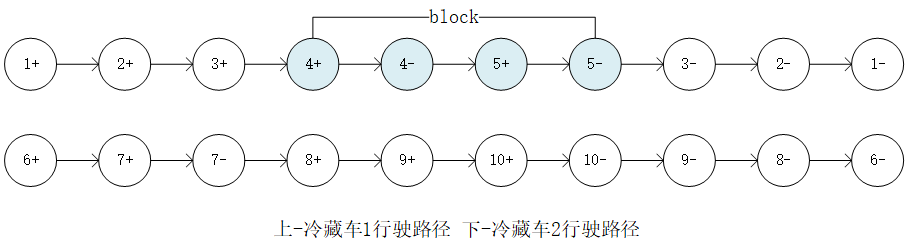 block
1+ 2+ 3+ 4+ 4- 5+ 5- 3- 2- 1-
6+ 7+ 7- 8+ 9+ 10+ 10- 9- 8- 6-
上-冷藏车1行驶路径 下-冷藏车2行驶路径